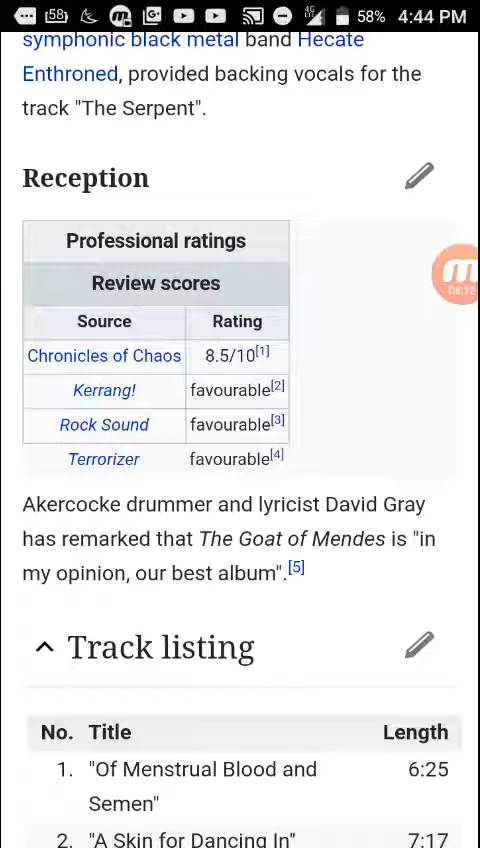 58 4G LTE 58% 4:44 PM
symphonic black metal band Hecate
Enthroned, provided backing vocals for the
track "The Serpent".
Reception
Professional ratings
Review scores
Source Rating
Chronicles of Chaos 8.5/10[1]
Kerrang! favourable[2]
Rock Sound favourable[3]
Terrorizer favourable[4]
08:12
Akercocke drummer and lyricist David Gray
has remarked that The Goat of Mendes is "in
my opinion, our best album".[5]
Track listing
No. Title Length
1. "Of Menstrual Blood and 6:25
Semen"
2. "A Skin for Dancing In" 7:17